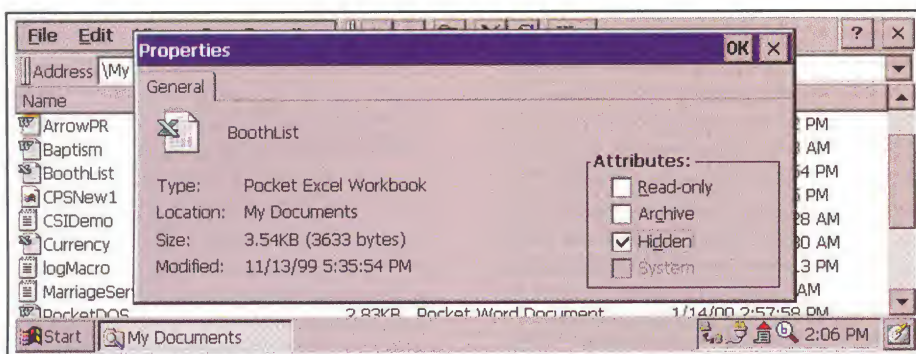 File Edit
? ×
Properties OK ×
Address \My
General
Name
ArrowPR PM
Baptism AM
BoothList 54 PM
CPSNew1 PM
CSIDemo 28 AM
Currency 30 AM
logMacro 13 PM
MarriageSer AM
PocketDOS 2.83KB Pocket Word Document 1/14/00 2:57:58 PM
BoothList
Type: Pocket Excel Workbook
Location: My Documents
Size: 3.54KB (3633 bytes)
Modified: 11/13/99 5:35:54 PM
Attributes:
Read-only
Archive
Hidden
System
Start My Documents 2:06 PM